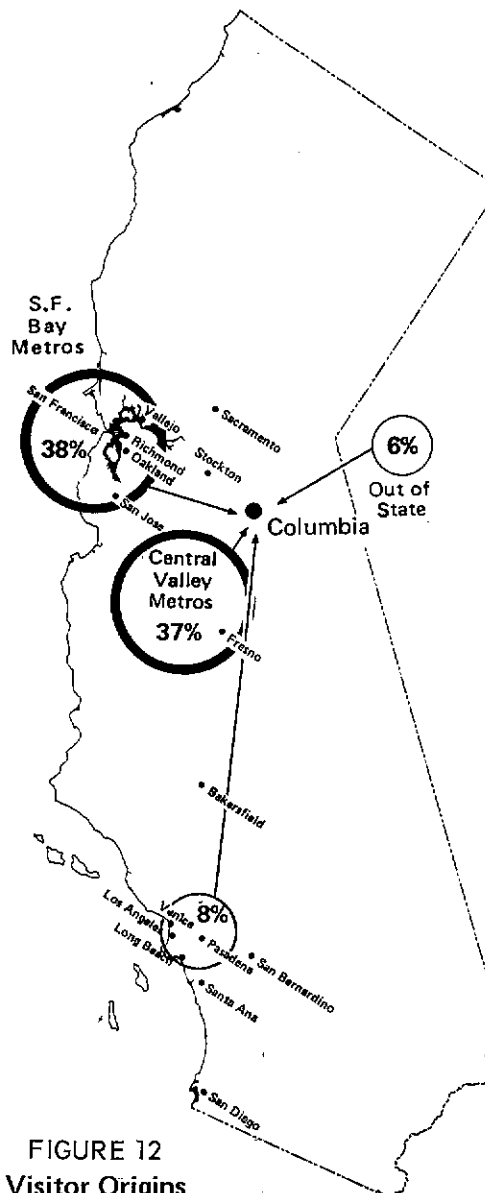 S.F.
Bay
Metros
San Francisco
Vallejo
38%
Richmond
Oakland
San Jose
Sacramento
Stockton
6%
Out of
State
Columbia
Central
Valley
Metros
37%
Fresno
Bakersfield
8%
Venice
Los Angeles
Pasadena
Long Beach
San Bernardino
Santa Ana
San Diego
FIGURE 12
Visitor Origins